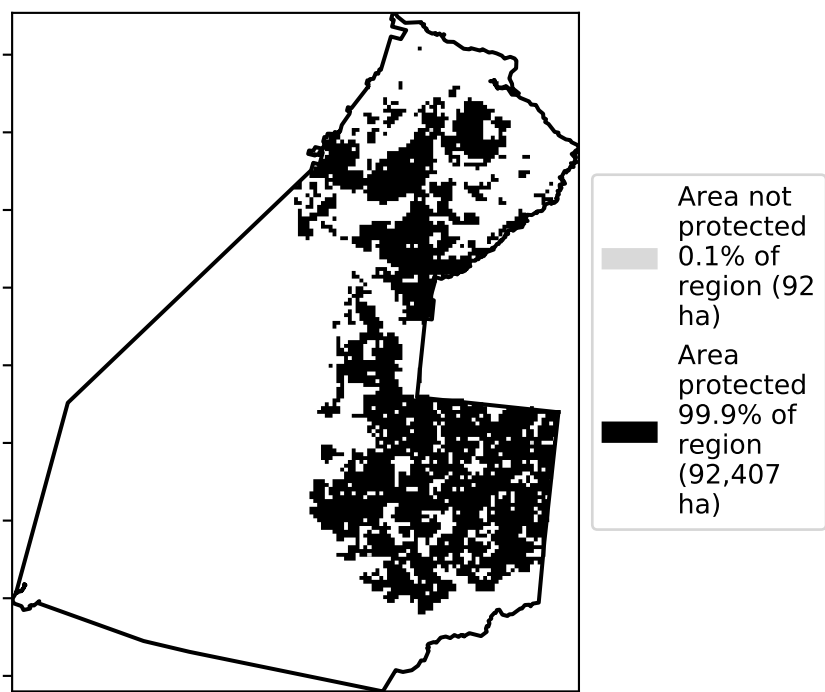 Area not
protected
0.1% of
region (92
ha)
Area
protected
99.9% of
region
(92,407
ha)